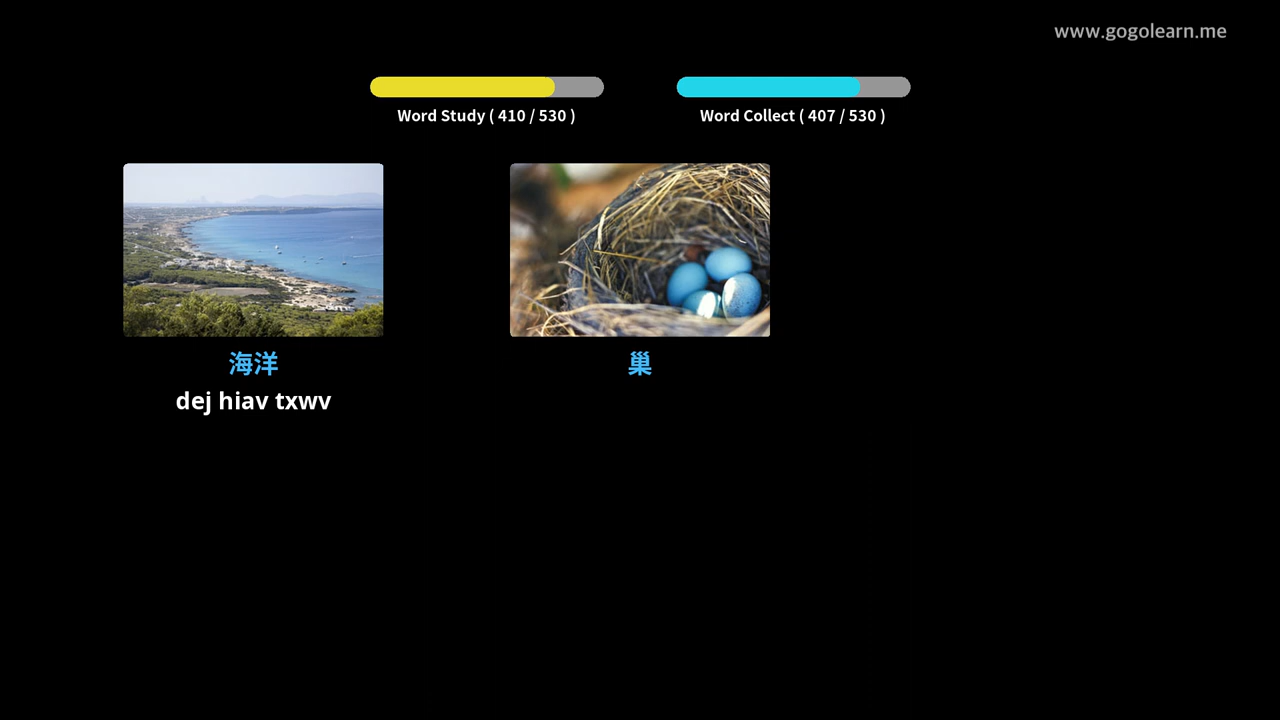 www.gogolearn.me
Word Study ( 410 / 530 )
Word Collect ( 407 / 530 )
海洋
dej hiav txwv
巢